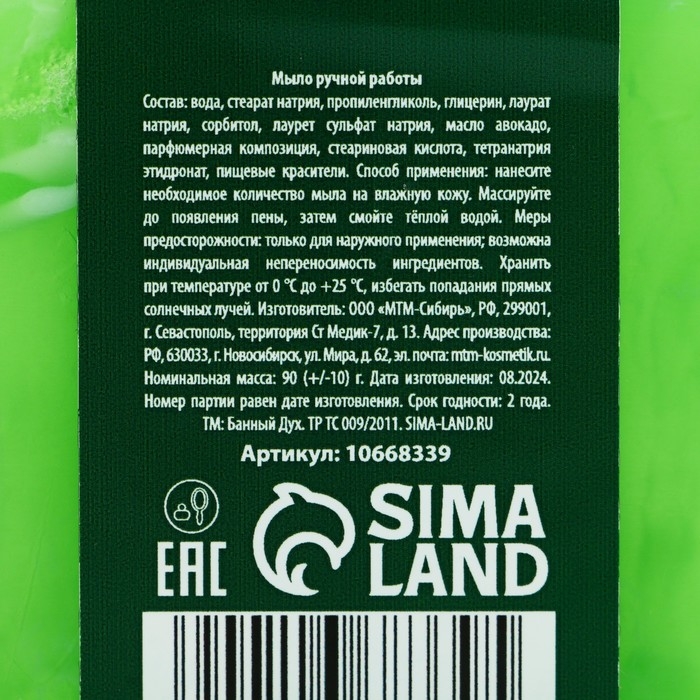 Мыло ручной работы
Состав: вода, стеарат натрия, пропиленгликоль, глицерин, лаурат
натрия, сорбитол, лаурет сульфат натрия, масло авокадо,
парфюмерная композиция, стеариновая кислота, тетранатрия
этидронат, пищевые красители. Способ применения: нанесите
необходимое количество мыла на влажную кожу. Массируйте
до появления пены, затем смойте тёплой водой. Меры
предосторожности: только для наружного применения; возможна
индивидуальная непереносимость ингредиентов. Хранить
при температуре от 0 °С до +25 °С, избегать попадания прямых
солнечных лучей. Изготовитель: ООО «МТМ-Сибирь», РФ, 299001,
г. Севастополь, территория Ст Медик-7, д. 13. Адрес производства:
РФ, 630033, г. Новосибирск, ул. Мира, д. 62, эл. почта: mtm-kosmetik.ru.
Номинальная масса: 90 (+/-10) г. Дата изготовления: 08.2024.
Номер партии равен дате изготовления. Срок годности: 2 года.
ТМ: Банный Дух. ТР ТС 009/2011. SIMA-LAND.RU
Артикул: 10668339
EAC
SIMA
LAND